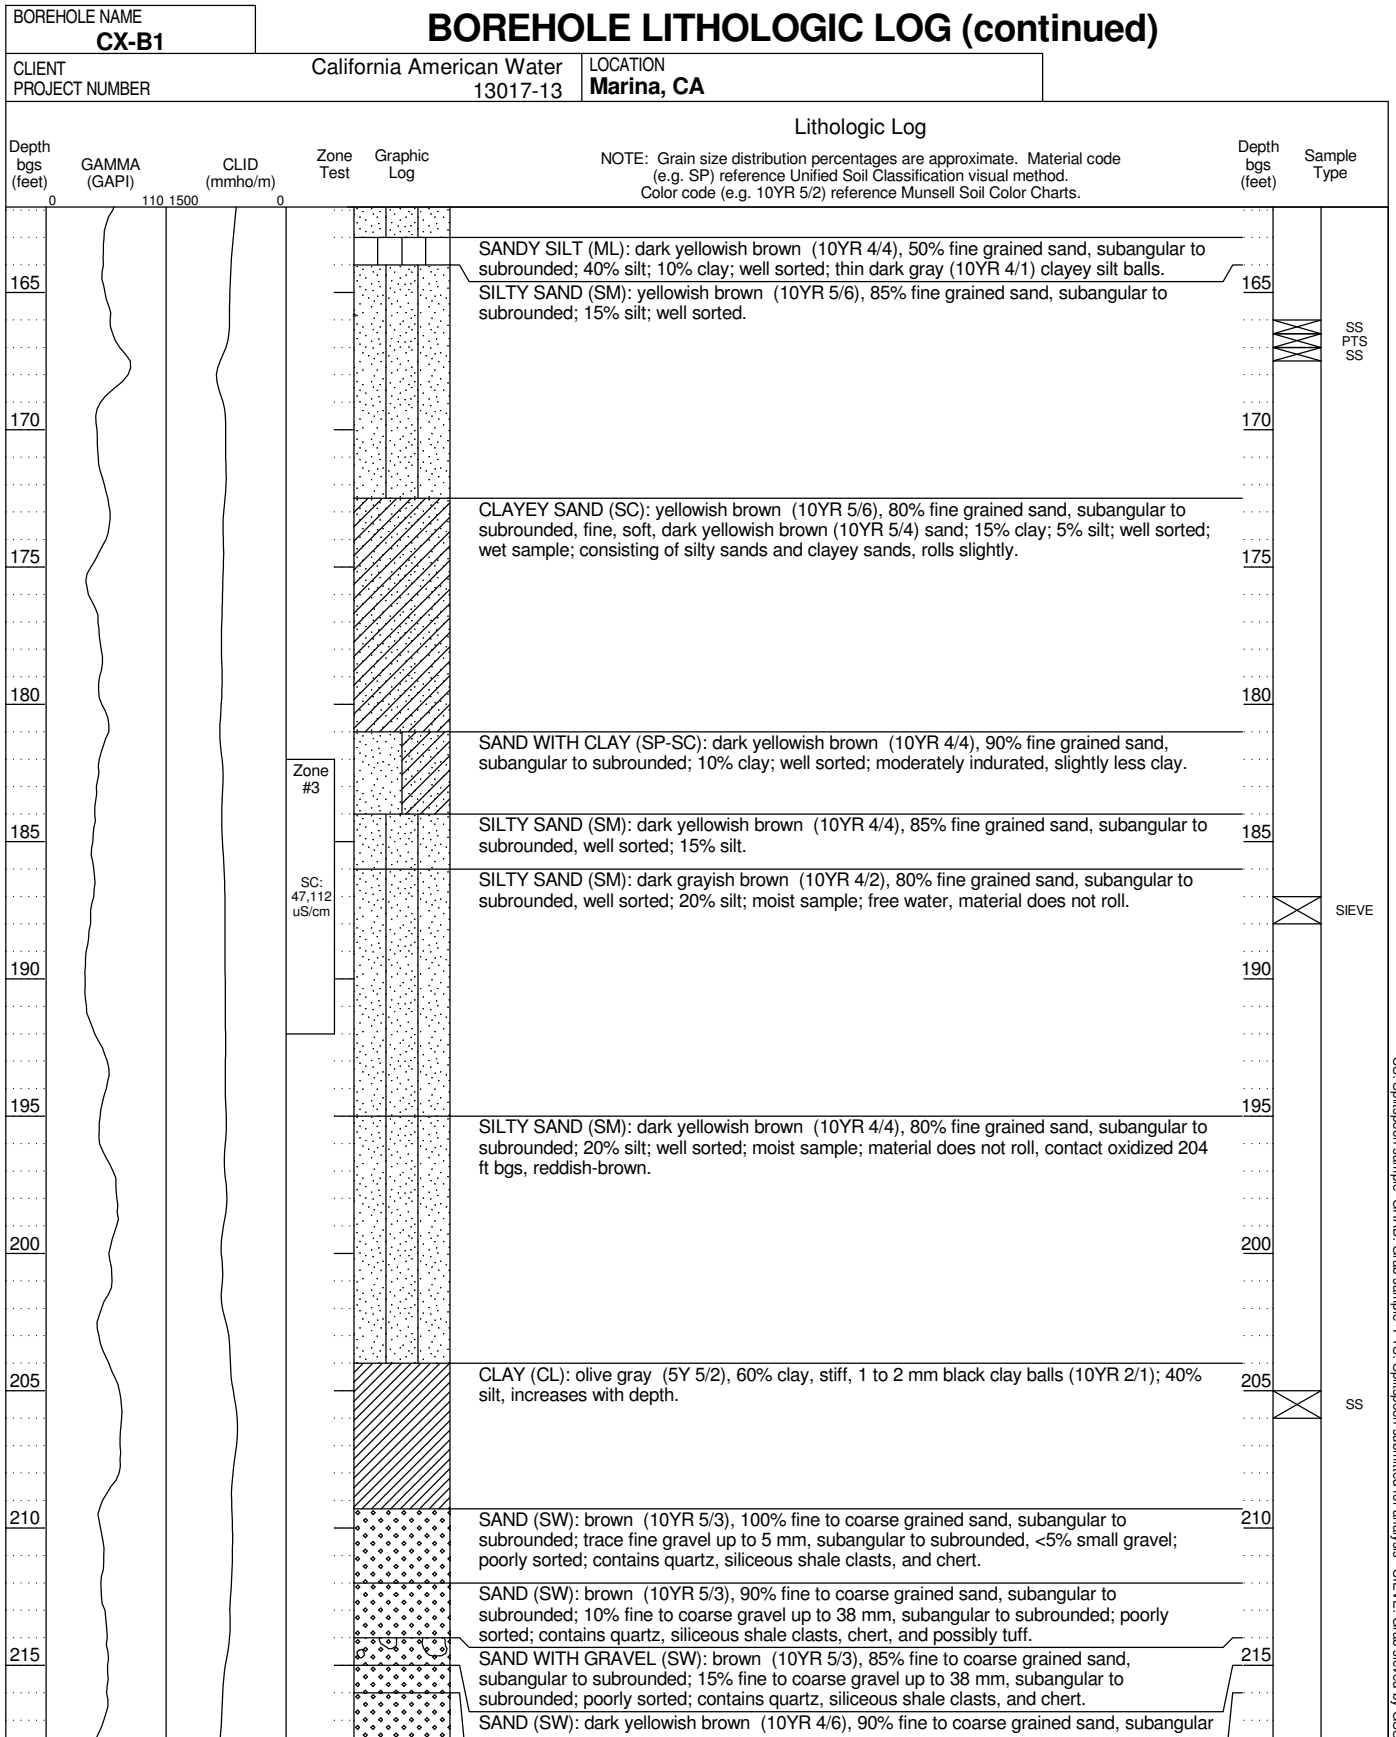 BOREHOLE NAME
CX-B1
BOREHOLE LITHOLOGIC LOG (continued)
CLIENT California American Water
PROJECT NUMBER 13017-13
LOCATION
Marina, CA
Depth bgs (feet)
GAMMA (GAPI)
CLID (mmho/m)
Zone Test
Graphic Log
Lithologic Log
NOTE: Grain size distribution percentages are approximate. Material code
(e.g. SP) reference Unified Soil Classification visual method.
Color code (e.g. 10YR 5/2) reference Munsell Soil Color Charts.
Depth bgs (feet)
Sample Type
0 110 1500 0
SANDY SILT (ML): dark yellowish brown (10YR 4/4), 50% fine grained sand, subangular to
subrounded; 40% silt; 10% clay; well sorted; thin dark gray (10YR 4/1) clayey silt balls.
165 165
SILTY SAND (SM): yellowish brown (10YR 5/6), 85% fine grained sand, subangular to
subrounded; 15% silt; well sorted.
SS
PTS
SS
170 170
CLAYEY SAND (SC): yellowish brown (10YR 5/6), 80% fine grained sand, subangular to
subrounded, fine, soft, dark yellowish brown (10YR 5/4) sand; 15% clay; 5% silt; well sorted;
wet sample; consisting of silty sands and clayey sands, rolls slightly.
175 175
180 180
SAND WITH CLAY (SP-SC): dark yellowish brown (10YR 4/4), 90% fine grained sand,
subangular to subrounded; 10% clay; well sorted; moderately indurated, slightly less clay.
Zone
#3
SILTY SAND (SM): dark yellowish brown (10YR 4/4), 85% fine grained sand, subangular to
subrounded, well sorted; 15% silt.
185 185
SILTY SAND (SM): dark grayish brown (10YR 4/2), 80% fine grained sand, subangular to
subrounded, well sorted; 20% silt; moist sample; free water, material does not roll.
SC:
47,112
uS/cm
SIEVE
190 190
195 195
SILTY SAND (SM): dark yellowish brown (10YR 4/4), 80% fine grained sand, subangular to
subrounded; 20% silt; well sorted; moist sample; material does not roll, contact oxidized 204
ft bgs, reddish-brown.
200 200
CLAY (CL): olive gray (5Y 5/2), 60% clay, stiff, 1 to 2 mm black clay balls (10YR 2/1); 40%
silt, increases with depth.
205 205
SS
210 210
SAND (SW): brown (10YR 5/3), 100% fine to coarse grained sand, subangular to
subrounded; trace fine gravel up to 5 mm, subangular to subrounded, <5% small gravel;
poorly sorted; contains quartz, siliceous shale clasts, and chert.
SAND (SW): brown (10YR 5/3), 90% fine to coarse grained sand, subangular to
subrounded; 10% fine to coarse gravel up to 38 mm, subangular to subrounded; poorly
sorted; contains quartz, siliceous shale clasts, chert, and possibly tuff.
215 215
SAND WITH GRAVEL (SW): brown (10YR 5/3), 85% fine to coarse grained sand,
subangular to subrounded; 15% fine to coarse gravel up to 38 mm, subangular to
subrounded; poorly sorted; contains quartz, siliceous shale clasts, and chert.
SAND (SW): dark yellowish brown (10YR 4/6), 90% fine to coarse grained sand, subangular